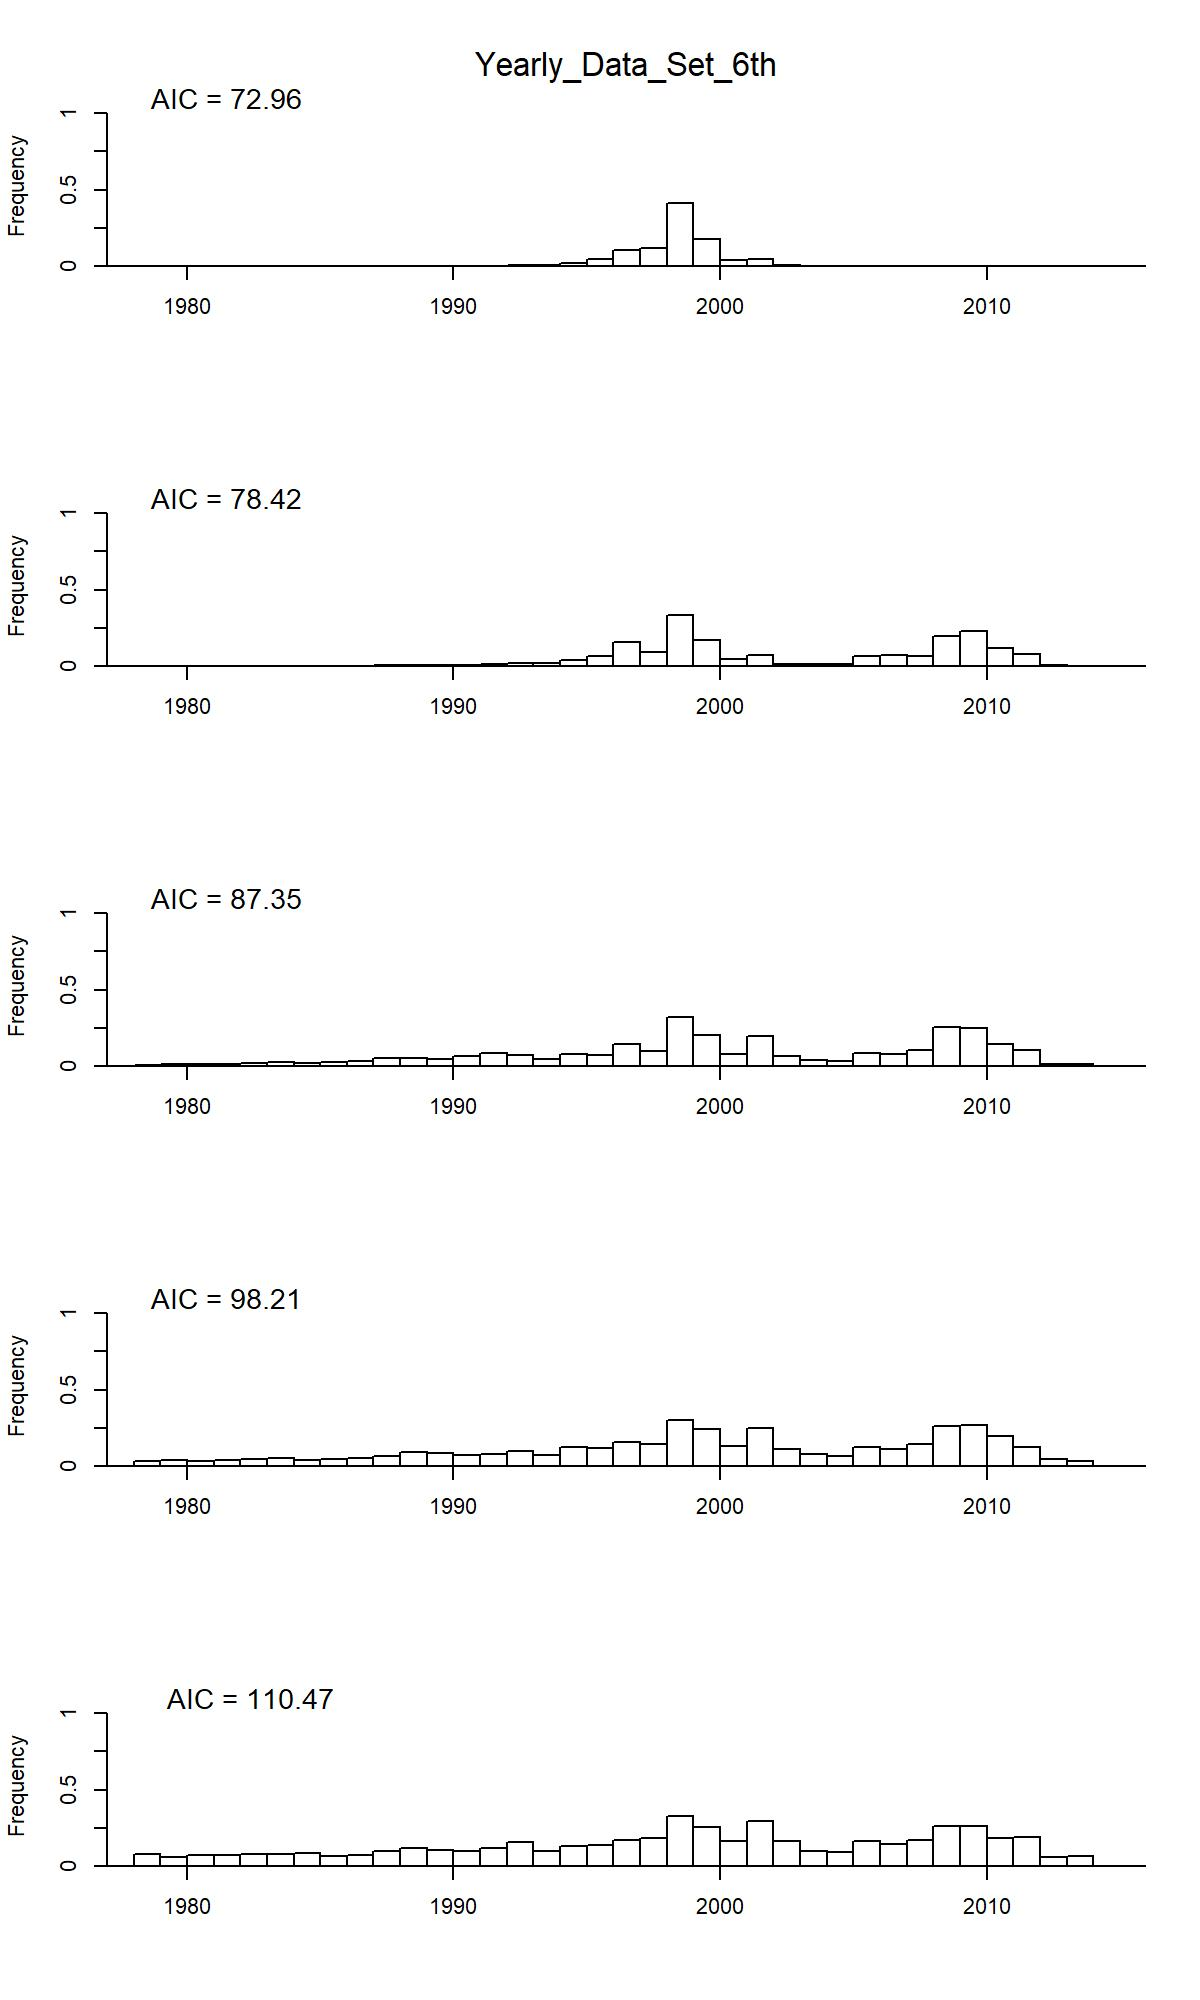 Yearly_Data_Set_6th
AIC = 72.96
Frequency
1
0.5
0
1980 1990 2000 2010
AIC = 78.42
Frequency
1
0.5
0
1980 1990 2000 2010
AIC = 87.35
Frequency
1
0.5
0
1980 1990 2000 2010
AIC = 98.21
Frequency
1
0.5
0
1980 1990 2000 2010
AIC = 110.47
Frequency
1
0.5
0
1980 1990 2000 2010